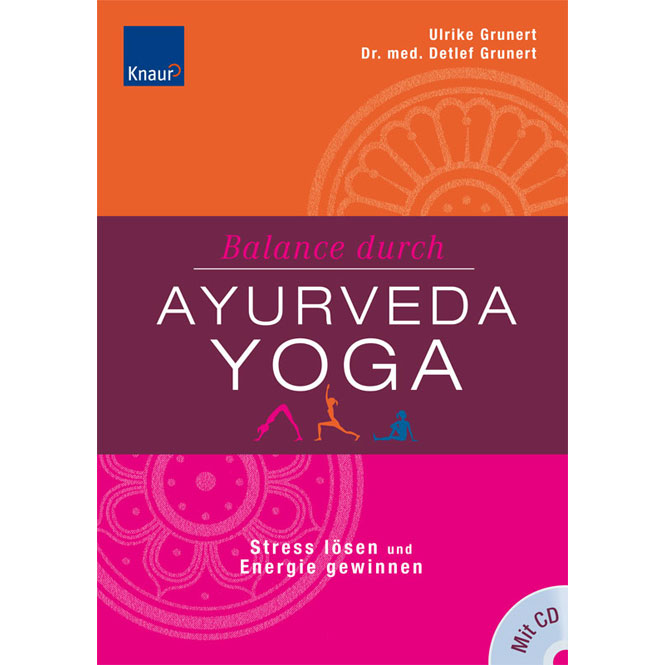 Knaur
Ulrike Grunert
Dr. med. Detlef Grunert
Balance durch
AYURVEDA
YOGA
Stress lösen und
Energie gewinnen
Mit CD